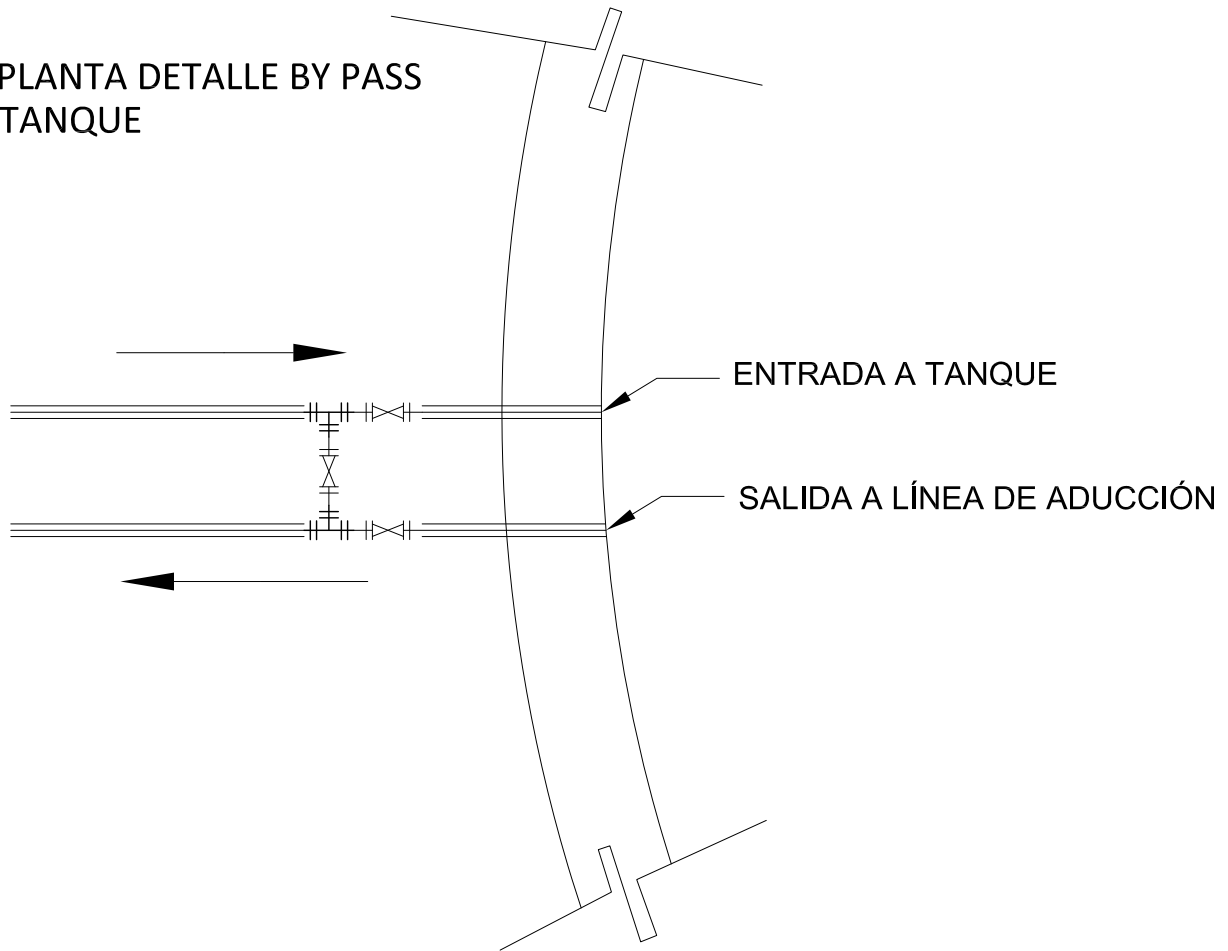 PLANTA DETALLE BY PASS
TANQUE
ENTRADA A TANQUE
SALIDA A LÍNEA DE ADUCCIÓN